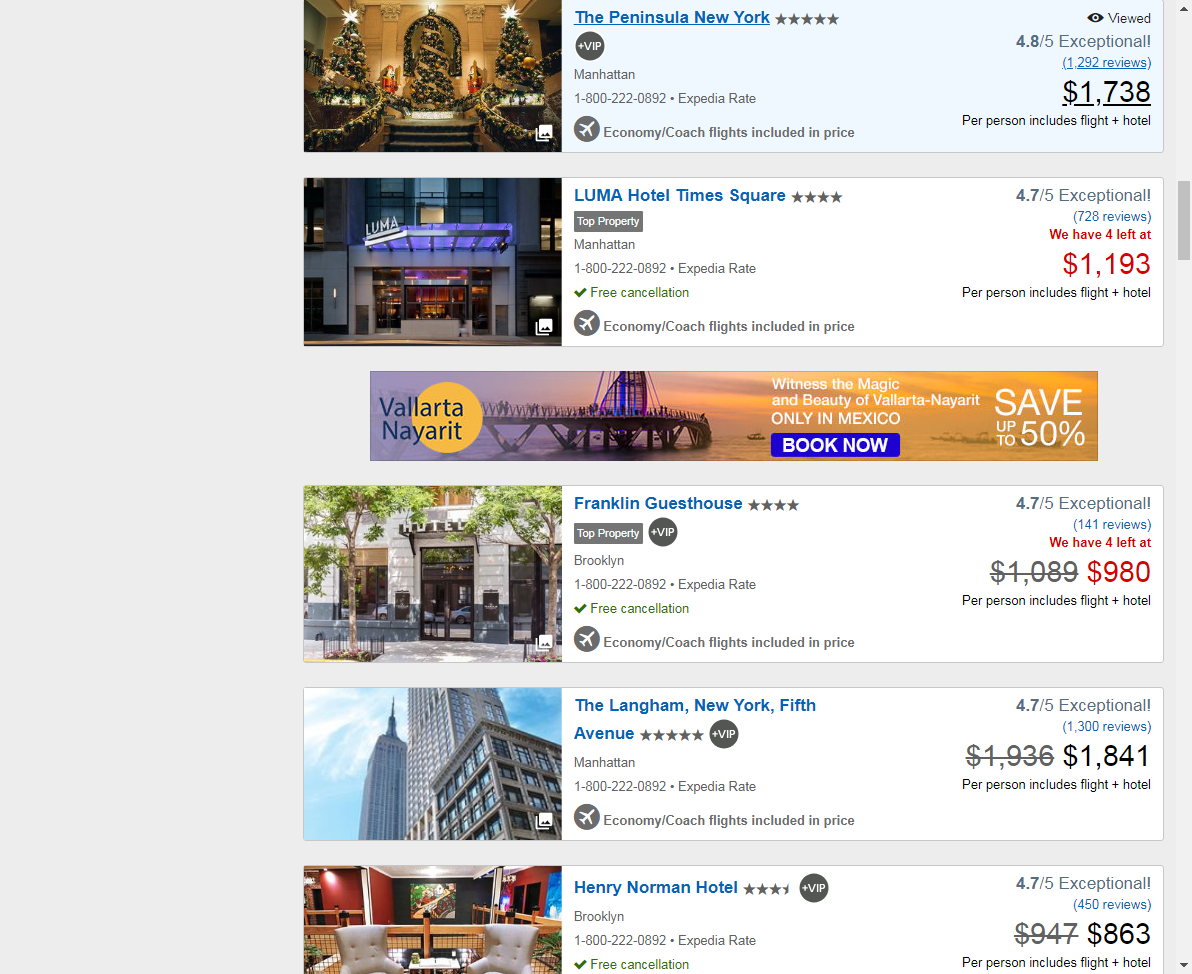 The Peninsula New York
+VIP
Manhattan
1-800-222-0892 • Expedia Rate
Economy/Coach flights included in price
Viewed
4.8/5 Exceptional!
(1,292 reviews)
$1,738
Per person includes flight + hotel
LUMA
LUMA Hotel Times Square
Top Property
Manhattan
1-800-222-0892 • Expedia Rate
Free cancellation
Economy/Coach flights included in price
4.7/5 Exceptional!
(728 reviews)
We have 4 left at
$1,193
Per person includes flight + hotel
Vallarta
Nayarit
Witness the Magic
and Beauty of Vallarta-Nayarit
ONLY IN MEXICO
BOOK NOW
SAVE
UP TO 50%
HOTEL
Franklin Guesthouse
Top Property +VIP
Brooklyn
1-800-222-0892 • Expedia Rate
Free cancellation
Economy/Coach flights included in price
4.7/5 Exceptional!
(141 reviews)
We have 4 left at
$1,089 $980
Per person includes flight + hotel
The Langham, New York, Fifth
Avenue +VIP
Manhattan
1-800-222-0892 • Expedia Rate
Economy/Coach flights included in price
4.7/5 Exceptional!
(1,300 reviews)
$1,936 $1,841
Per person includes flight + hotel
Henry Norman Hotel +VIP
Brooklyn
1-800-222-0892 • Expedia Rate
Free cancellation
4.7/5 Exceptional!
(450 reviews)
$947 $863
Per person includes flight + hotel